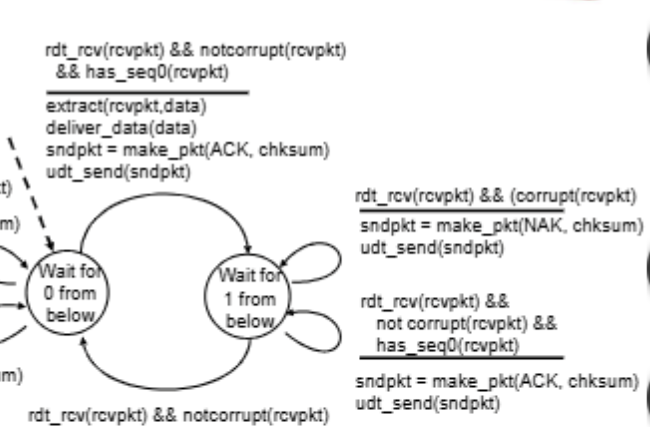 rdt_rcv(rcvpkt) && notcorrupt(rcvpkt)
&& has_seq0(rcvpkt)
extract(rcvpkt,data)
deliver_data(data)
sndpkt = make_pkt(ACK, chksum)
udt_send(sndpkt)
t)
m)
Wait for
0 from
below
Wait for
1 from
below
rdt_rcv(rcvpkt) && (corrupt(rcvpkt)
sndpkt = make_pkt(NAK, chksum)
udt_send(sndpkt)
rdt_rcv(rcvpkt) &&
not corrupt(rcvpkt) &&
has_seq0(rcvpkt)
sndpkt = make_pkt(ACK, chksum)
udt_send(sndpkt)
m)
rdt_rcv(rcvpkt) && notcorrupt(rcvpkt)